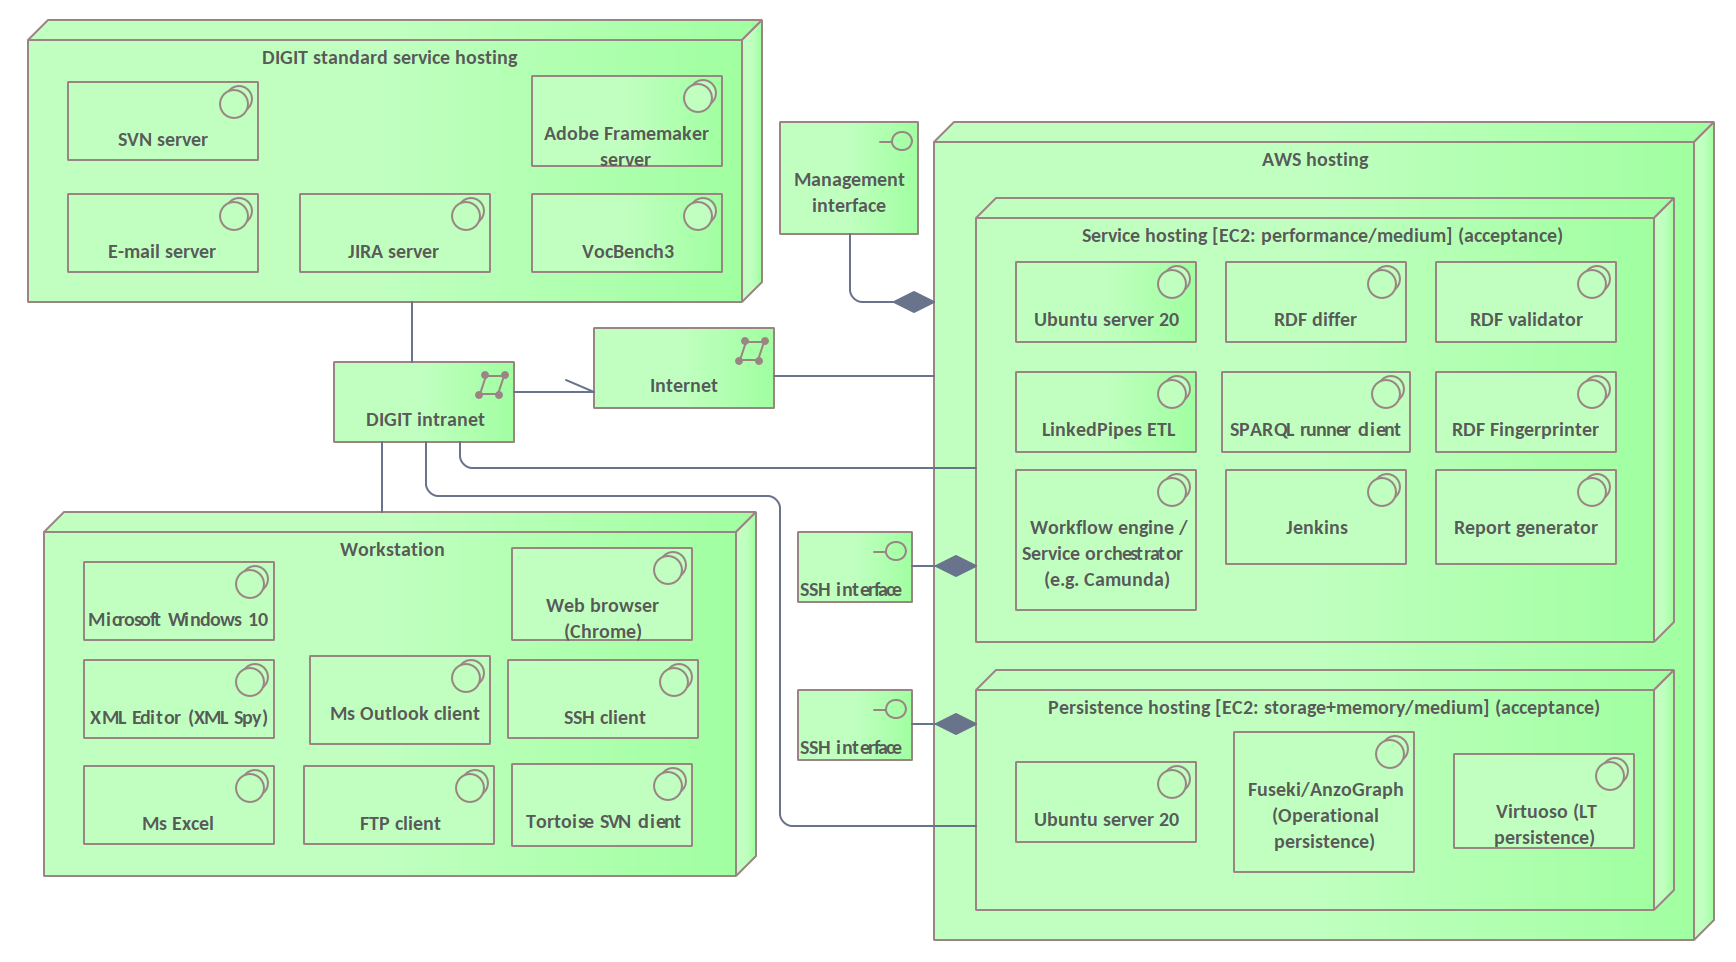 DIGIT standard service hosting
SVN server
Adobe Framemaker
server
E-mail server
JIRA server
VocBench3
Management
interface
DIGIT intranet
Internet
Workstation
Microsoft Windows 10
Web browser
(Chrome)
XML Editor (XML Spy)
Ms Outlook client
SSH client
Ms Excel
FTP client
Tortoise SVN client
SSH interface
SSH interface
AWS hosting
Service hosting [EC2: performance/medium] (acceptance)
Ubuntu server 20
RDF differ
RDF validator
LinkedPipes ETL
SPARQL runner client
RDF Fingerprinter
Workflow engine /
Service orchestrator
(e.g. Camunda)
Jenkins
Report generator
Persistence hosting [EC2: storage+memory/medium] (acceptance)
Ubuntu server 20
Fuseki/AnzoGraph
(Operational
persistence)
Virtuoso (LT
persistence)